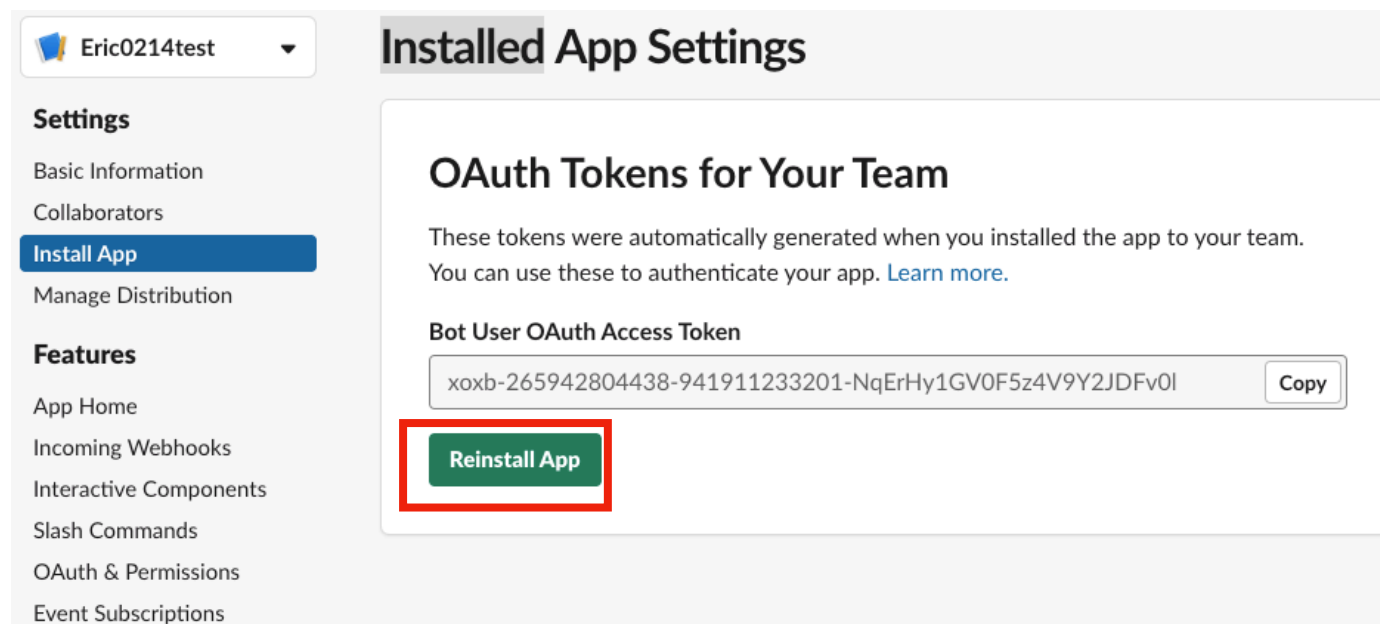 Eric0214test
Settings
Basic Information
Collaborators
Install App
Manage Distribution
Features
App Home
Incoming Webhooks
Interactive Components
Slash Commands
OAuth & Permissions
Event Subscriptions
Installed App Settings
OAuth Tokens for Your Team
These tokens were automatically generated when you installed the app to your team.
You can use these to authenticate your app. Learn more.
Bot User OAuth Access Token
xoxb-265942804438-941911233201-NqErHy1GV0F5z4V9Y2JDFv0l
Copy
Reinstall App